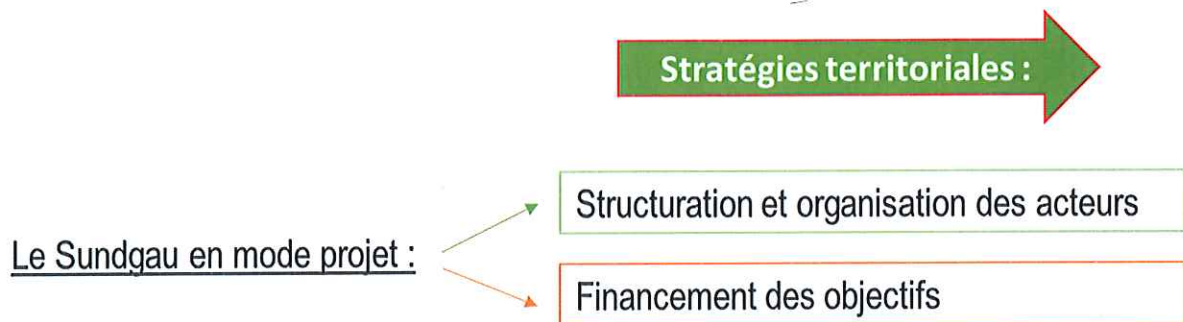 Stratégies territoriales :
Structuration et organisation des acteurs
Le Sundgau en mode projet :
Financement des objectifs